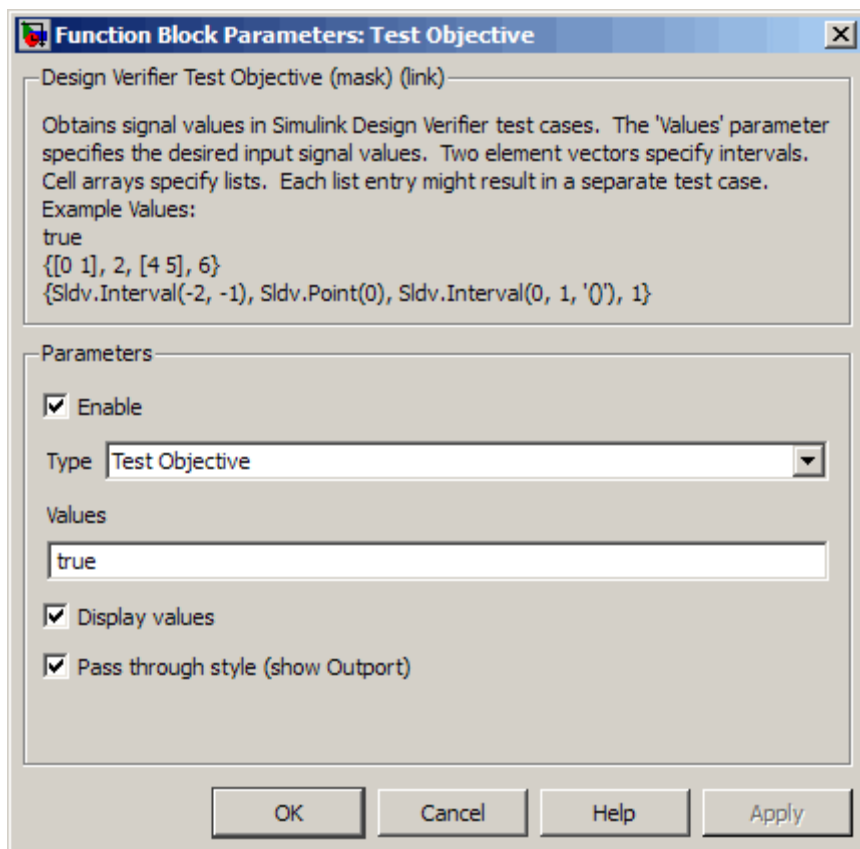 Function Block Parameters: Test Objective
Design Verifier Test Objective (mask) (link)
Obtains signal values in Simulink Design Verifier test cases.  The 'Values' parameter
specifies the desired input signal values.  Two element vectors specify intervals.
Cell arrays specify lists.  Each list entry might result in a separate test case.
Example Values:
true
{[0 1], 2, [4 5], 6}
{Sldv.Interval(-2, -1), Sldv.Point(0), Sldv.Interval(0, 1, '()'), 1}
Parameters
Enable
Type Test Objective
Values
true
Display values
Pass through style (show Outport)
OK Cancel Help Apply